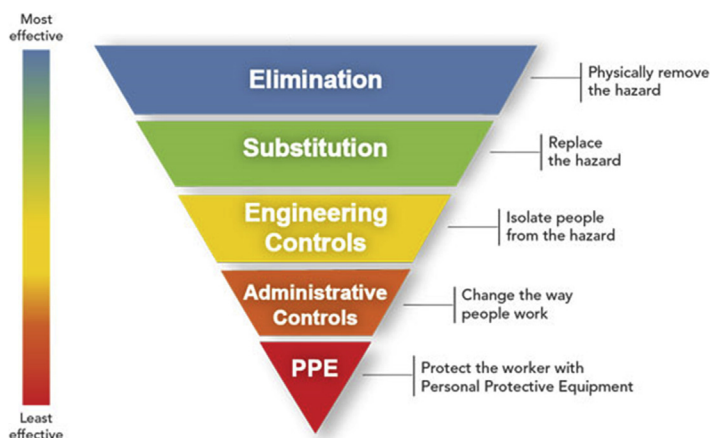 Most
effective
Elimination
Physically remove
the hazard
Substitution
Replace
the hazard
Engineering
Controls
Isolate people
from the hazard
Administrative
Controls
Change the way
people work
PPE
Protect the worker with
Personal Protective Equipment
Least
effective